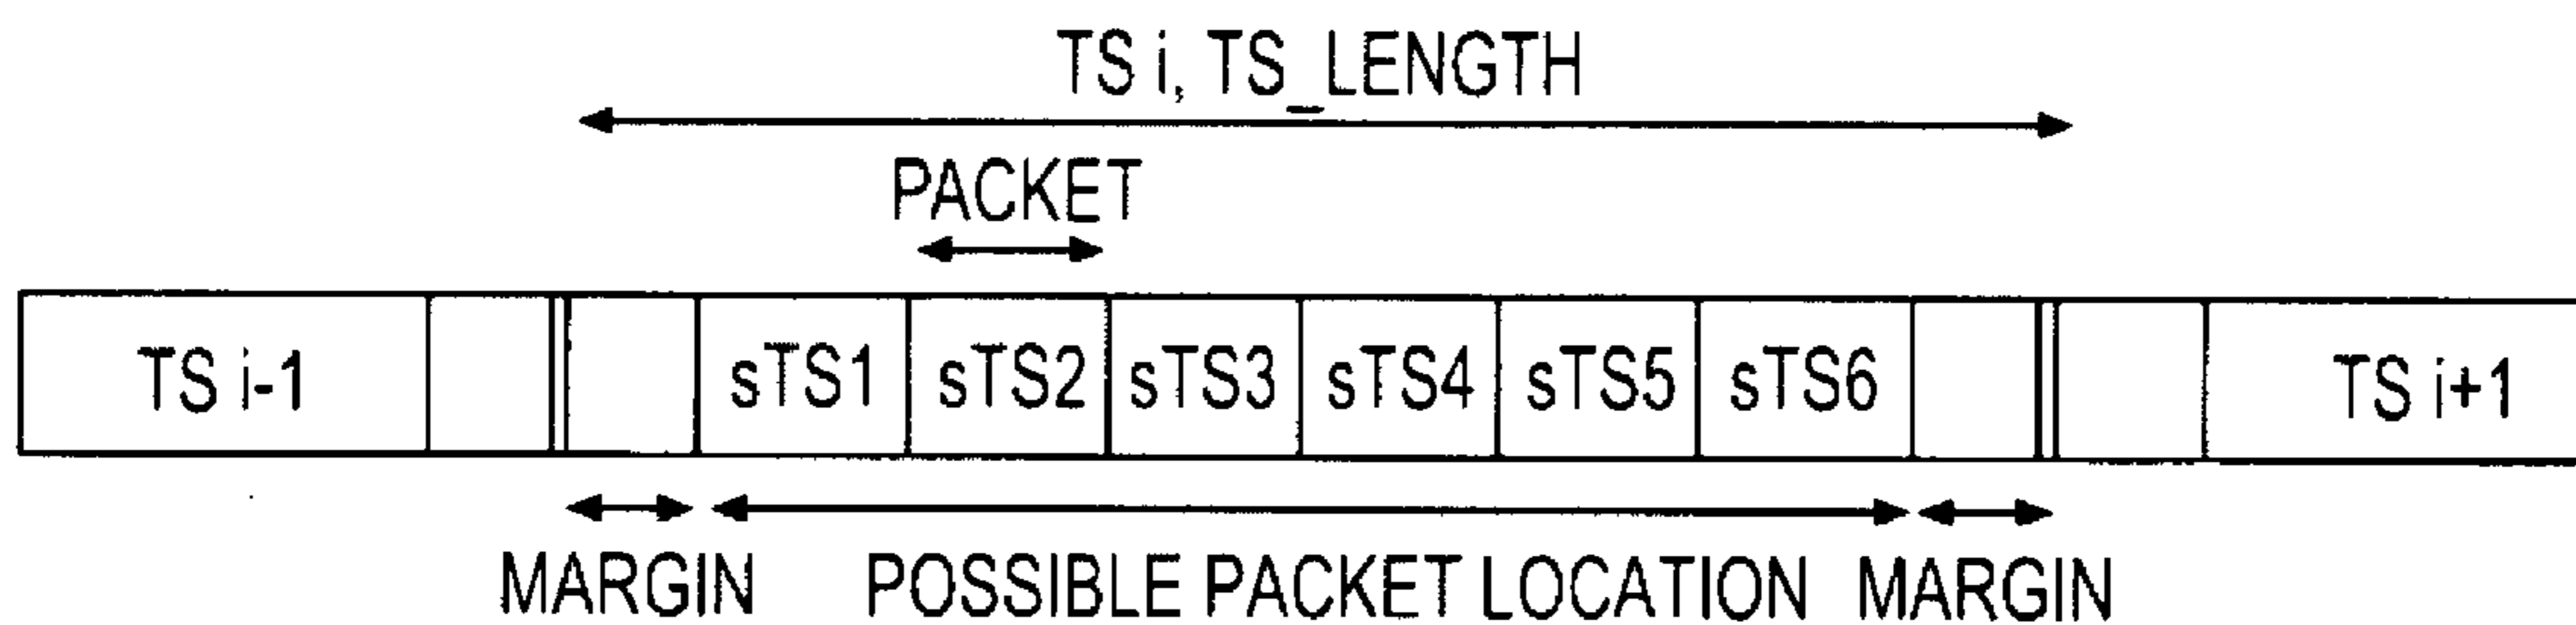 TS i, TS_LENGTH
PACKET
TS i-1 sTS1 sTS2 sTS3 sTS4 sTS5 sTS6 TS i+1
MARGIN POSSIBLE PACKET LOCATION MARGIN